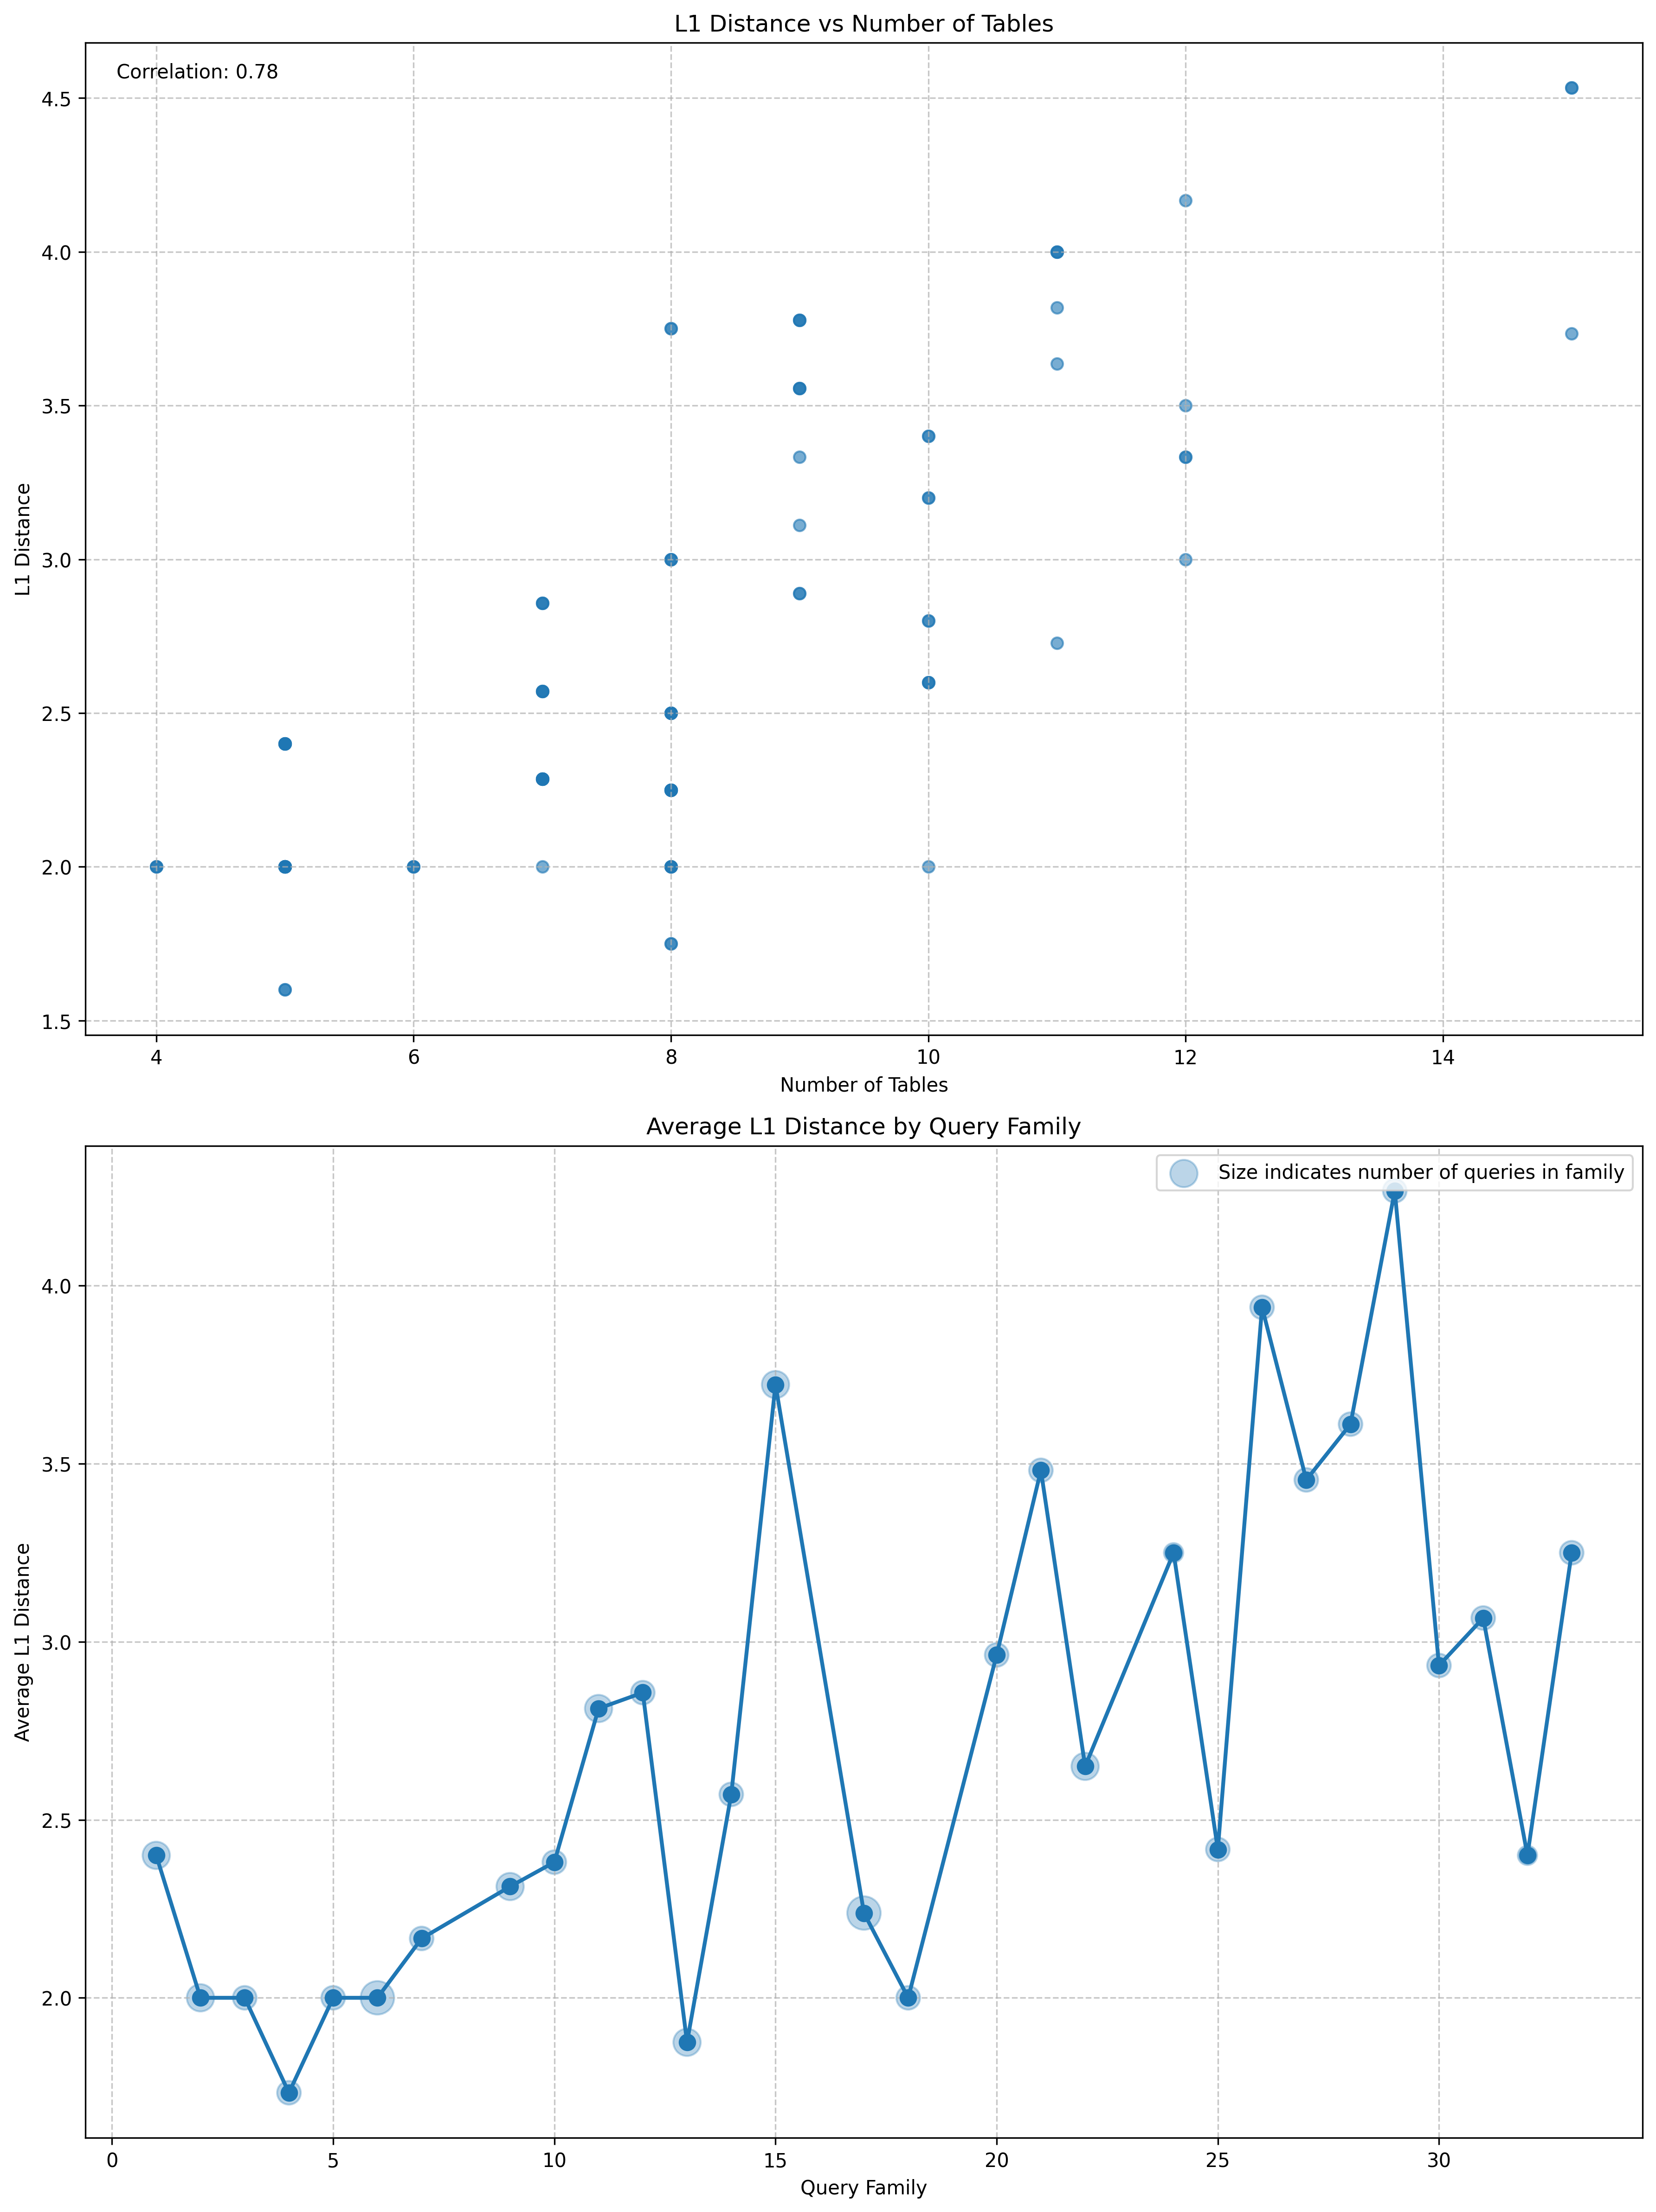 L1 Distance vs Number of Tables
Correlation: 0.78
4.5
4.0
3.5
3.0
2.5
2.0
1.5
L1 Distance
4 6 8 10 12 14
Number of Tables
Average L1 Distance by Query Family
Size indicates number of queries in family
4.0
3.5
3.0
2.5
2.0
Average L1 Distance
0 5 10 15 20 25 30
Query Family